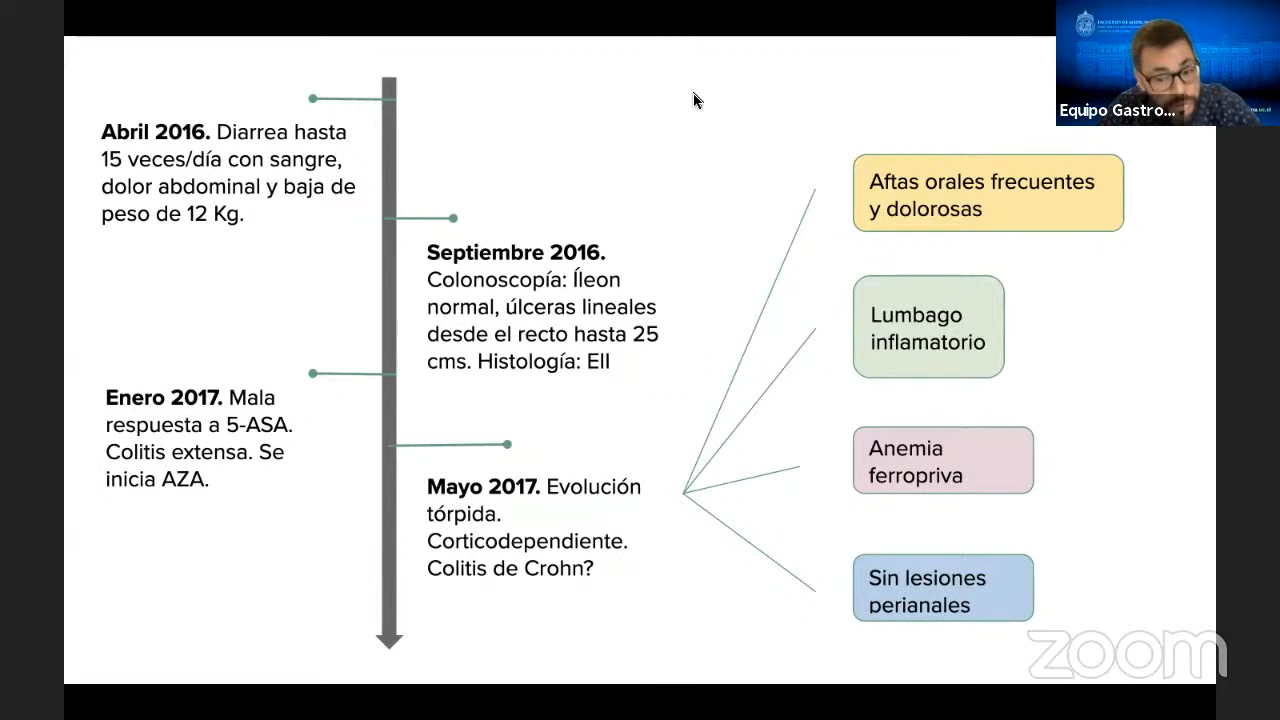 Abril 2016. Diarrea hasta
15 veces/día con sangre,
dolor abdominal y baja de
peso de 12 Kg.
Septiembre 2016.
Colonoscopía: Íleon
normal, úlceras lineales
desde el recto hasta 25
cms. Histología: EII
Enero 2017. Mala
respuesta a 5-ASA.
Colitis extensa. Se
inicia AZA.
Mayo 2017. Evolución
tórpida.
Corticodependiente.
Colitis de Crohn?
Aftas orales frecuentes
y dolorosas
Lumbago
inflamatorio
Anemia
ferropriva
Sin lesiones
perianales
FACULTAD DE MEDICINA
Equipo Gastro...
zoom